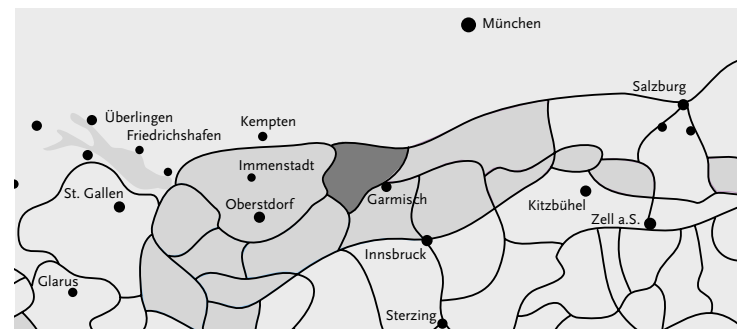 München
Salzburg
Überlingen
Kempten
Friedrichshafen
Immenstadt
St. Gallen
Oberstdorf
Garmisch
Kitzbühel
Zell a.S.
Innsbruck
Glarus
Sterzing